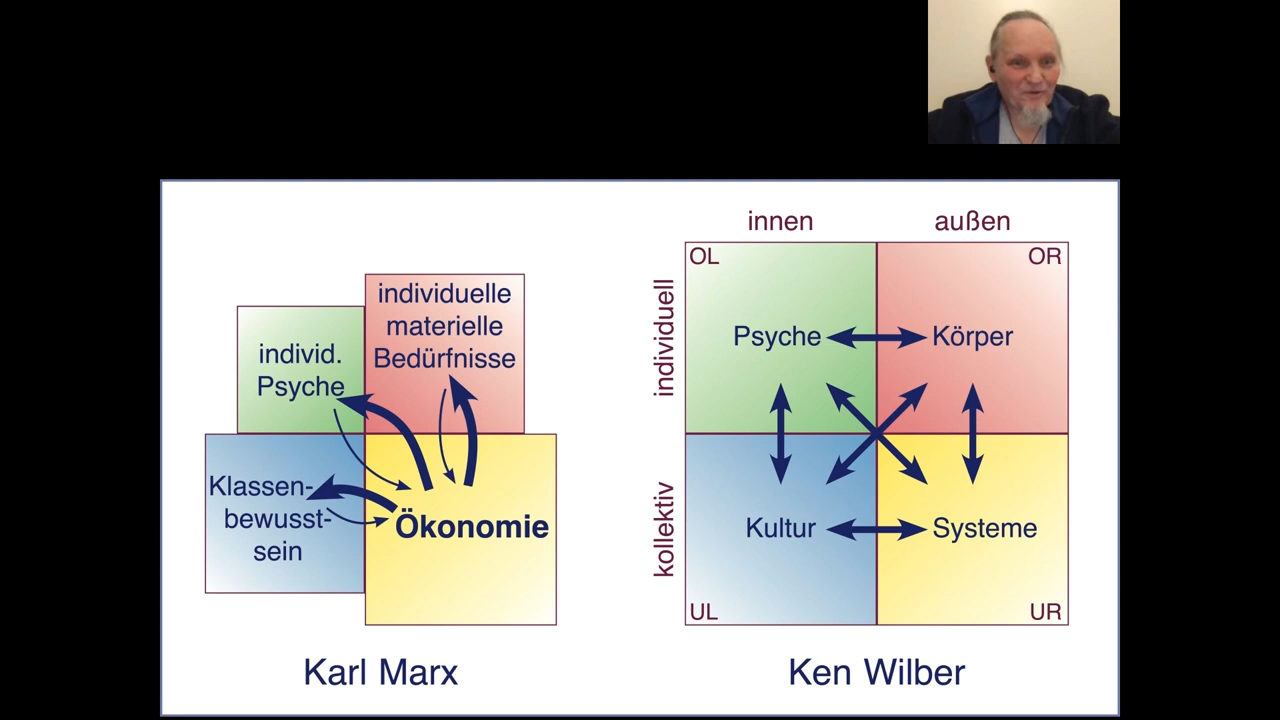 individ.
Psyche
individuelle
materielle
Bedürfnisse
Klassen-
bewusst-
sein
Ökonomie
Karl Marx
innen
außen
individuell
kollektiv
OL
OR
Psyche
Körper
Kultur
Systeme
UL
UR
Ken Wilber